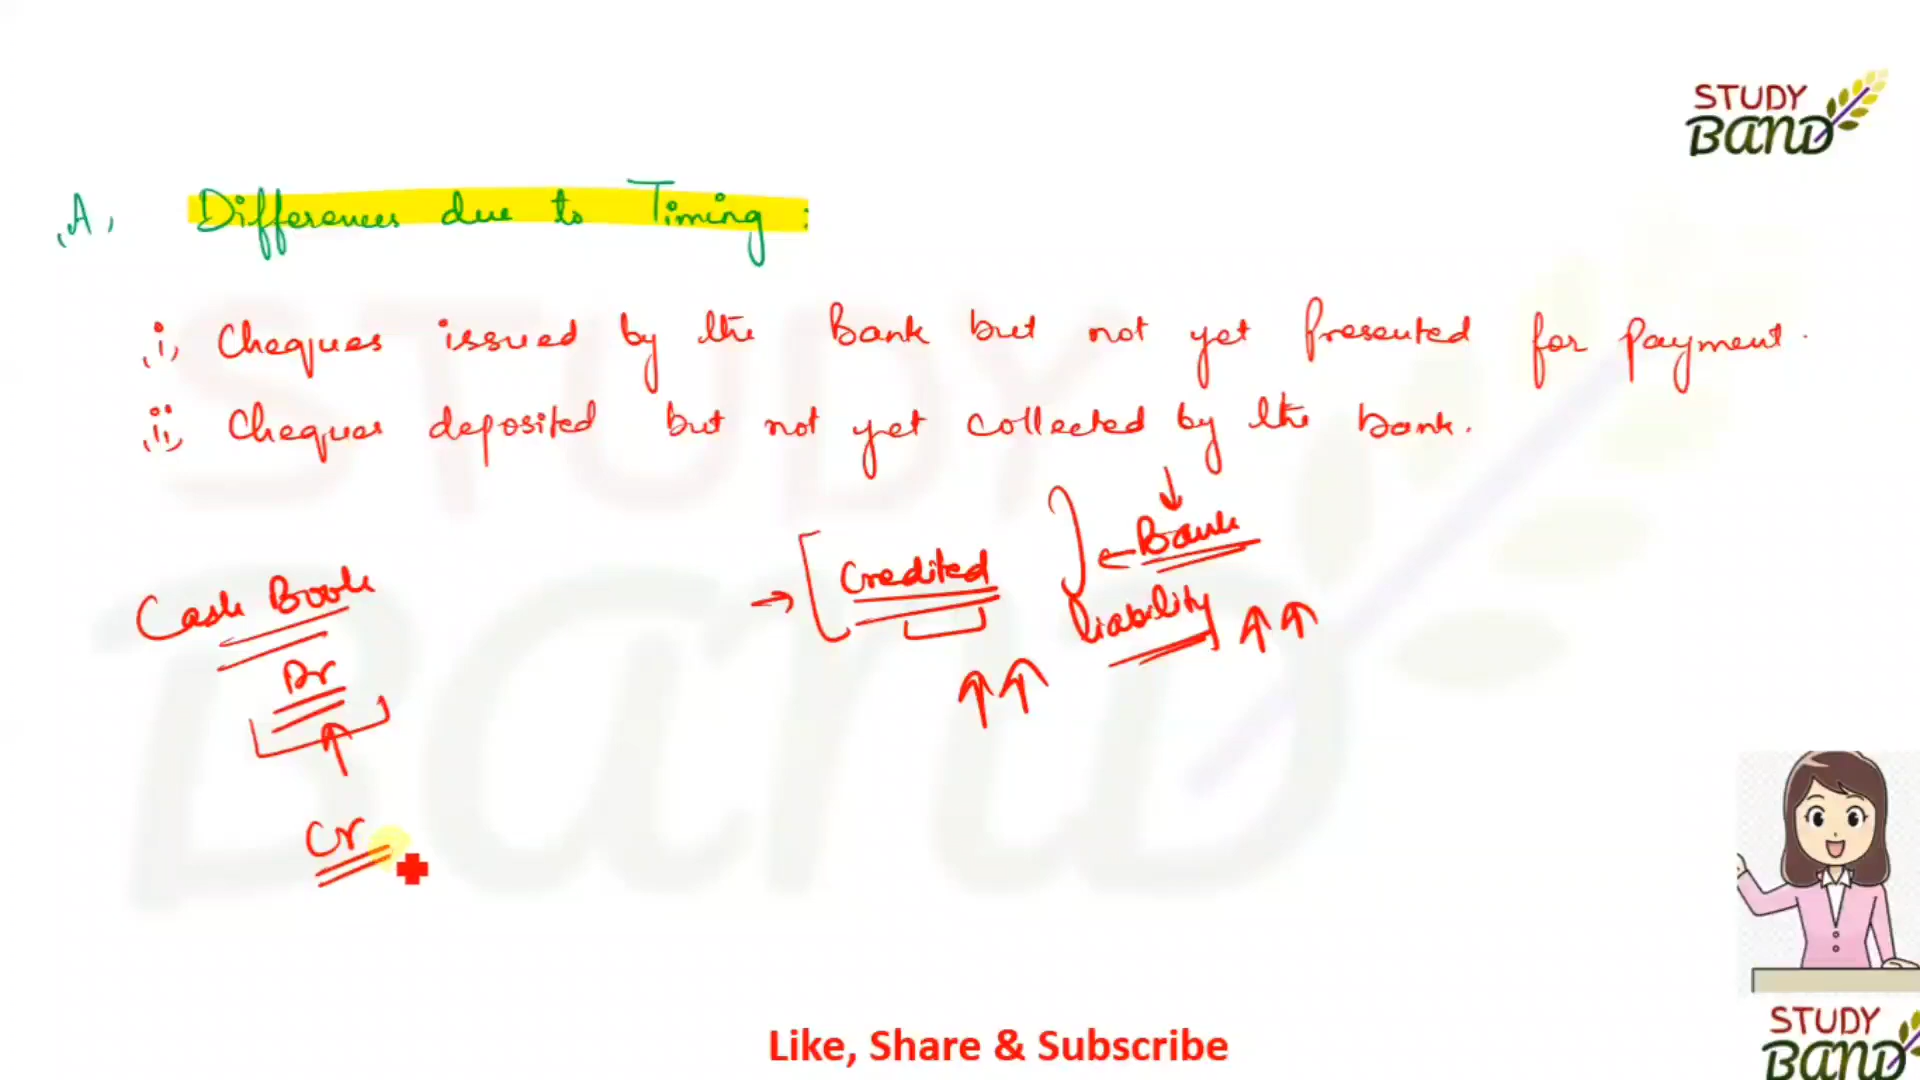 STUDY
BAND
(A) Differences due to Timing :
(i) Cheques issued by the Bank but not yet Presented for Payment.
(ii) Cheques deposited but not yet collected by the bank.
Cash Book
Dr
Cr
→ Credited
← Bank
liability
STUDY
BAND
Like, Share & Subscribe
STUDY
BAND